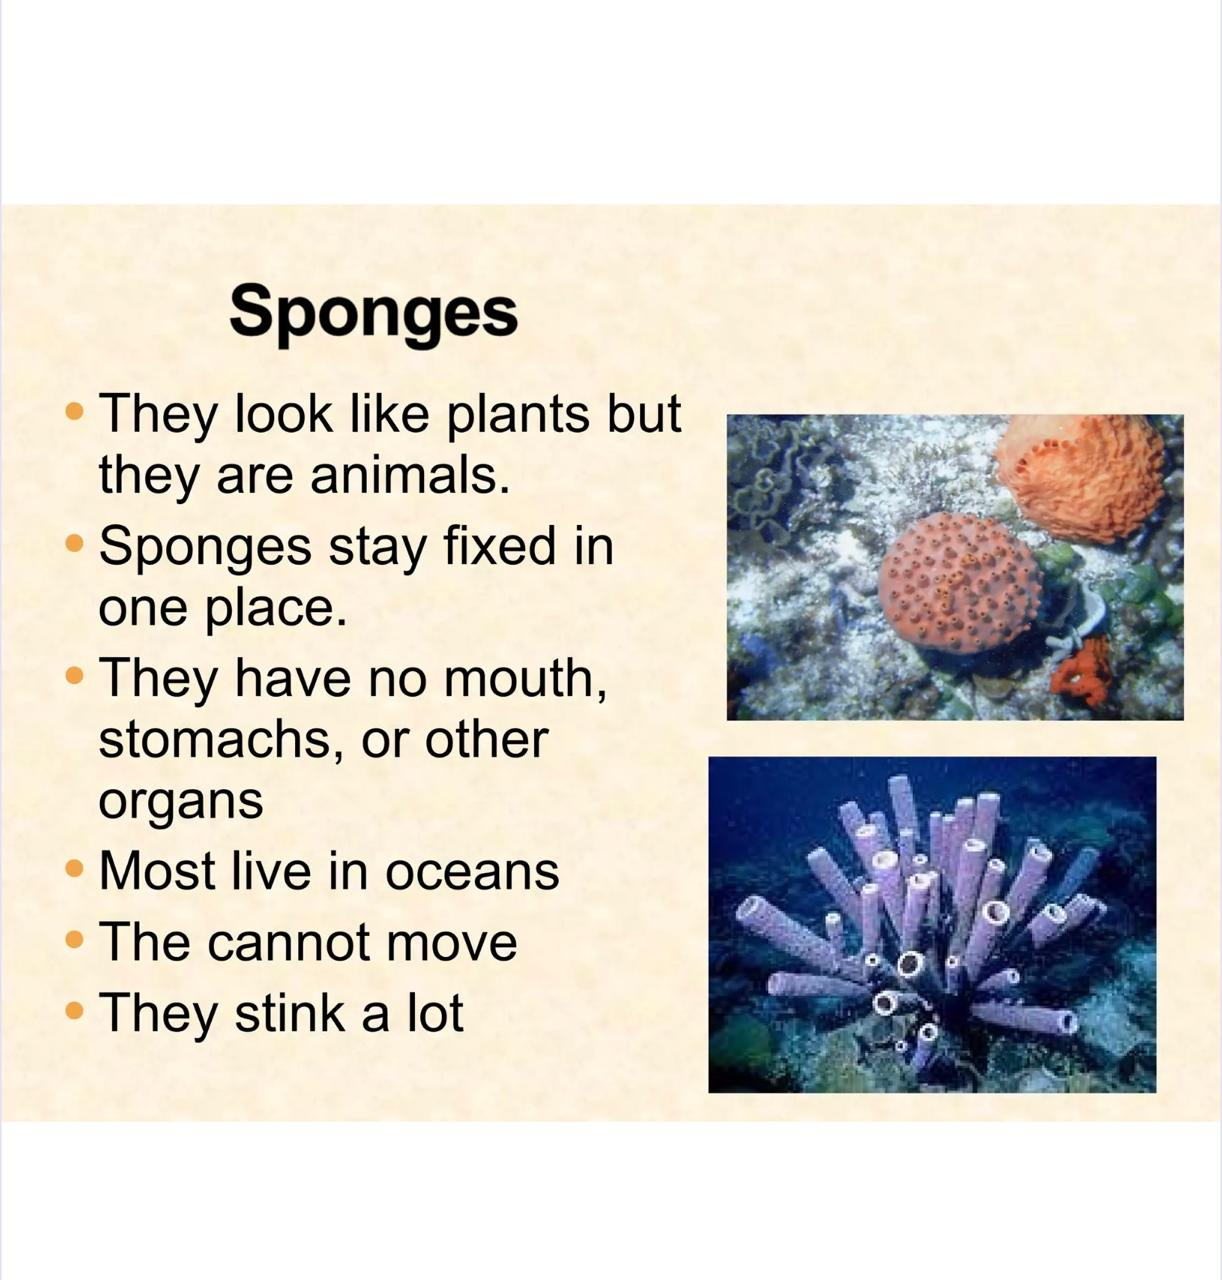 Sponges
• They look like plants but
they are animals.
• Sponges stay fixed in
one place.
• They have no mouth,
stomachs, or other
organs
• Most live in oceans
• The cannot move
• They stink a lot